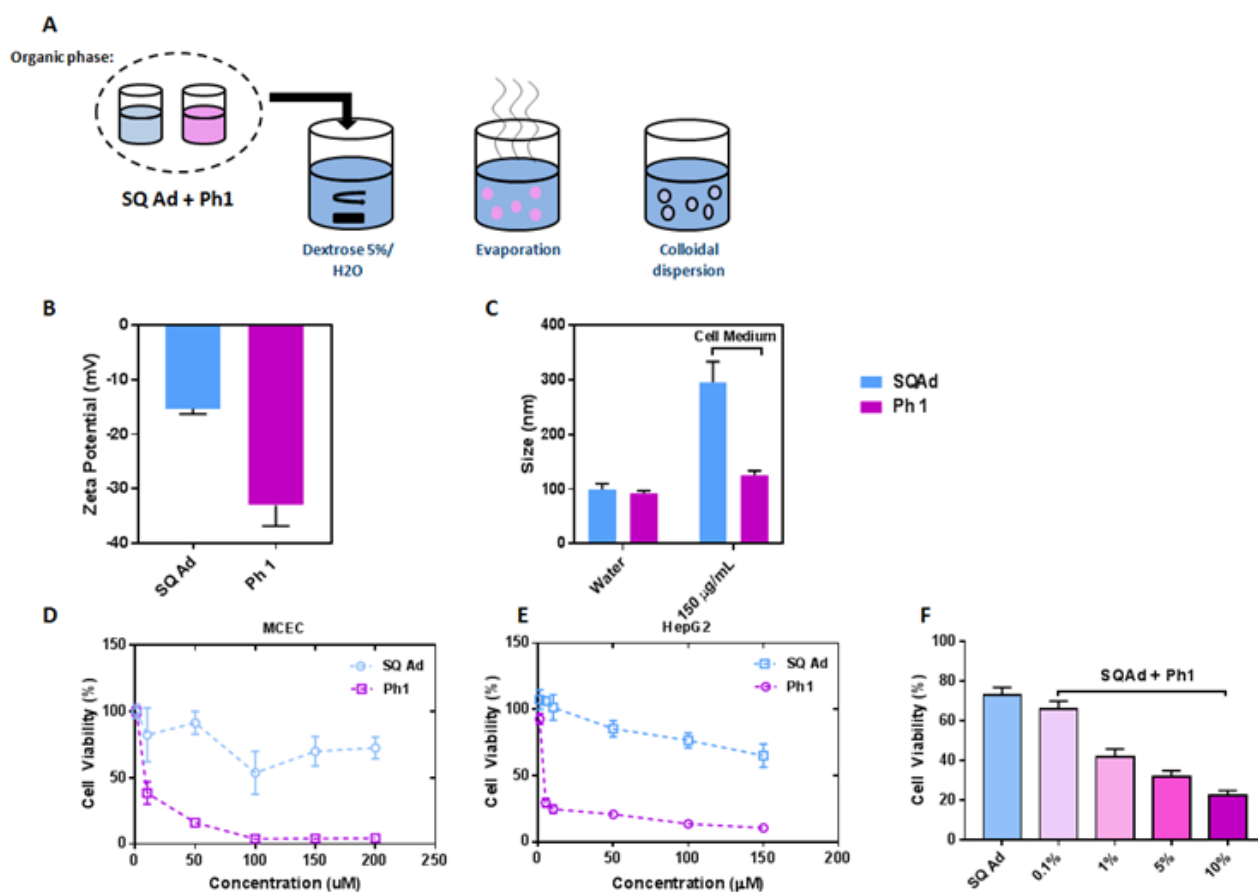 A
Organic phase:
SQ Ad + Ph1
Dextrose 5%/
H2O
Evaporation
Colloidal
dispersion
B
Zeta Potential (mV)
0
-10
-20
-30
-40
SQ Ad
Ph 1
C
Size (nm)
400
300
200
100
0
Cell Medium
Water
150 µg/mL
SQAd
Ph 1
D
MCEC
Cell Viability (%)
150
100
50
0
SQ Ad
Ph1
0
50
100
150
200
250
Concentration (uM)
E
HepG2
Cell Viability (%)
150
100
50
0
SQ Ad
Ph1
0
50
100
150
200
Concentration (µM)
F
Cell Viability (%)
100
80
60
40
20
0
SQAd + Ph1
SQ Ad
0.1%
1%
5%
10%